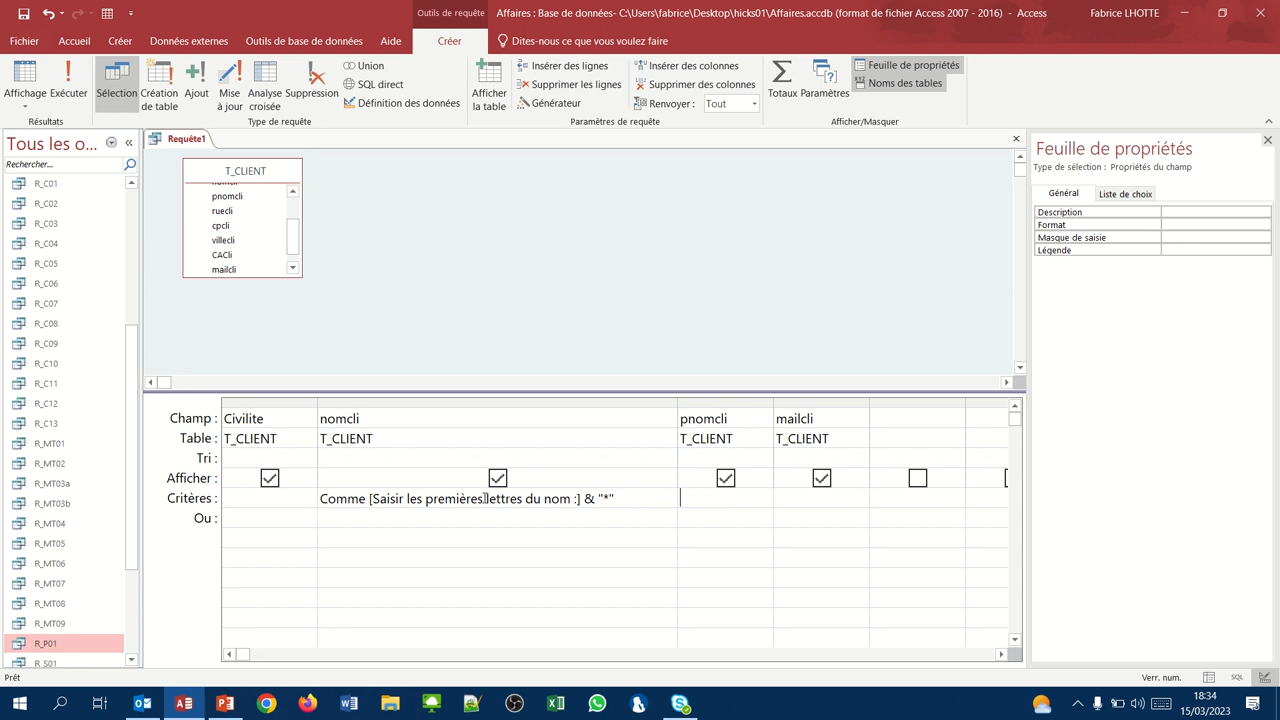 Outils de requête
Affaires : Base de données- C:\Users\fabrice\Desktop\hicks01\Affaires.accdb (format de fichier Access 2007 - 2016) - Access
Fabrice LHOTTE
Fichier
Accueil
Créer
Données externes
Outils de base de données
Aide
Créer
Dites-nous ce que vous voulez faire
Affichage
Exécuter
Résultats
Sélection
Création de table
Ajout
Mise à jour
Analyse croisée
Suppression
Union
SQL direct
Définition des données
Type de requête
Afficher la table
Insérer des lignes
Supprimer les lignes
Générateur
Insérer des colonnes
Supprimer des colonnes
Renvoyer : Tout
Paramètres de requête
Totaux
Paramètres
Feuille de propriétés
Noms des tables
Afficher/Masquer
Tous les o...
Rechercher...
R_C01
R_C02
R_C03
R_C04
R_C05
R_C06
R_C07
R_C08
R_C09
R_C10
R_C11
R_C12
R_C13
R_MT01
R_MT02
R_MT03a
R_MT03b
R_MT04
R_MT05
R_MT06
R_MT07
R_MT08
R_MT09
R_P01
R_S01
Requête1
T_CLIENT
nomcli
pnomcli
ruecli
cpcli
villecli
CACli
mailcli
Champ : Civilite nomcli pnomcli mailcli
Table : T_CLIENT T_CLIENT T_CLIENT T_CLIENT
Tri :
Afficher :
Critères : Comme [Saisir les premières lettres du nom :] & "*"
Ou :
Feuille de propriétés
Type de sélection : Propriétés du champ
Général
Liste de choix
Description
Format
Masque de saisie
Légende
Prêt
Verr. num.
SQL
18:34
15/03/2023